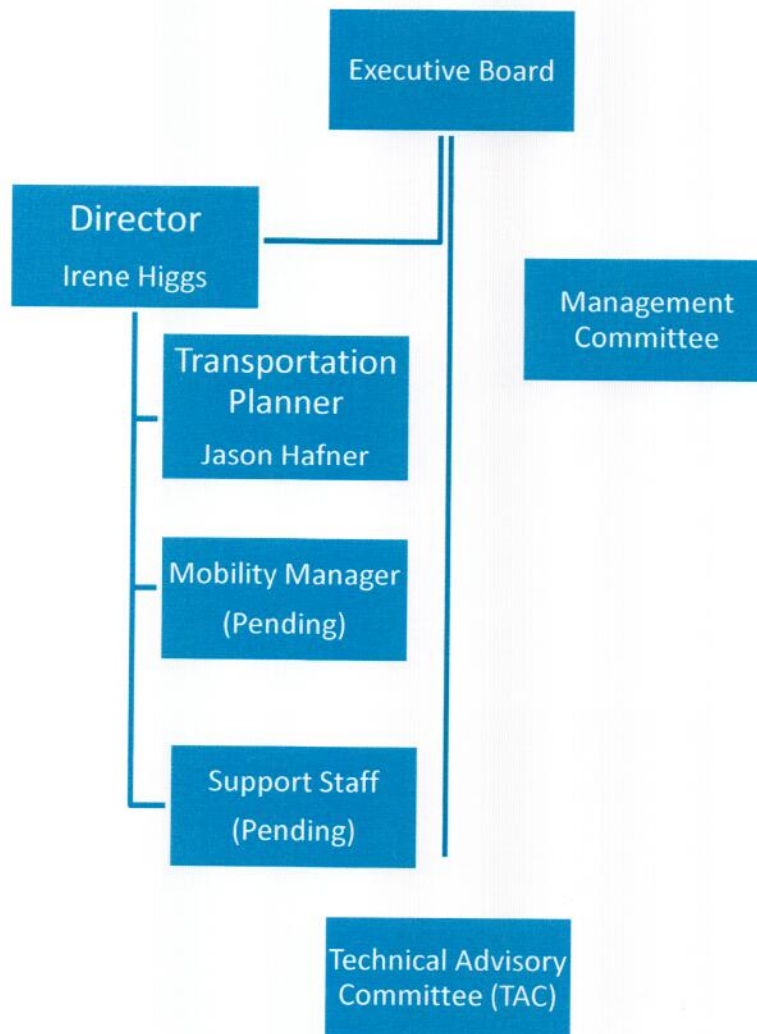 Executive Board
Director
Irene Higgs
Management
Committee
Transportation
Planner
Jason Hafner
Mobility Manager
(Pending)
Support Staff
(Pending)
Technical Advisory
Committee (TAC)